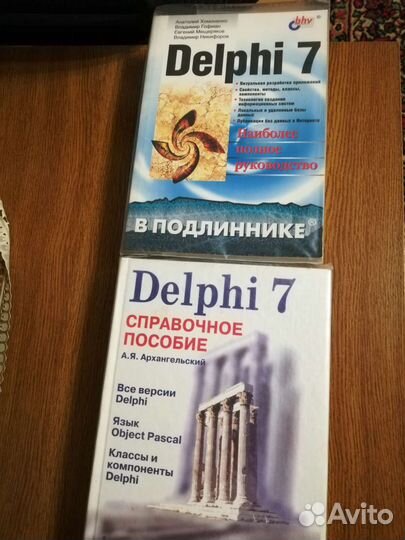 Анатолий Хомоненко
Владимир Гофман
Евгений Мещеряков
Владимир Никифоров
bhv®
Delphi 7
• Визуальная разработка приложений
• Свойства, методы, классы,
компоненты
• Технология создания
информационных систем
• Локальные и удаленные базы
данных
• Публикация баз данных в Интернете
Наиболее
полное
руководство
В ПОДЛИННИКЕ®
Delphi 7
СПРАВОЧНОЕ
ПОСОБИЕ
А.Я. Архангельский
Все версии
Delphi
Язык
Object Pascal
Классы и
компоненты
Delphi
Avito